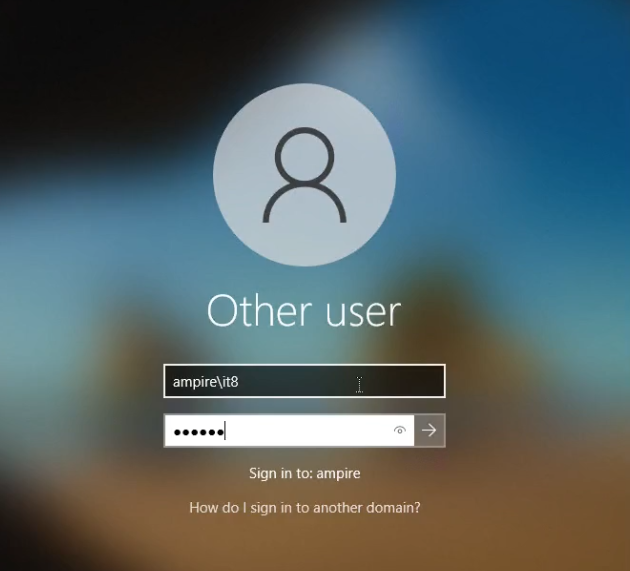 Other user
ampire\it8
••••••
Sign in to: ampire
How do I sign in to another domain?